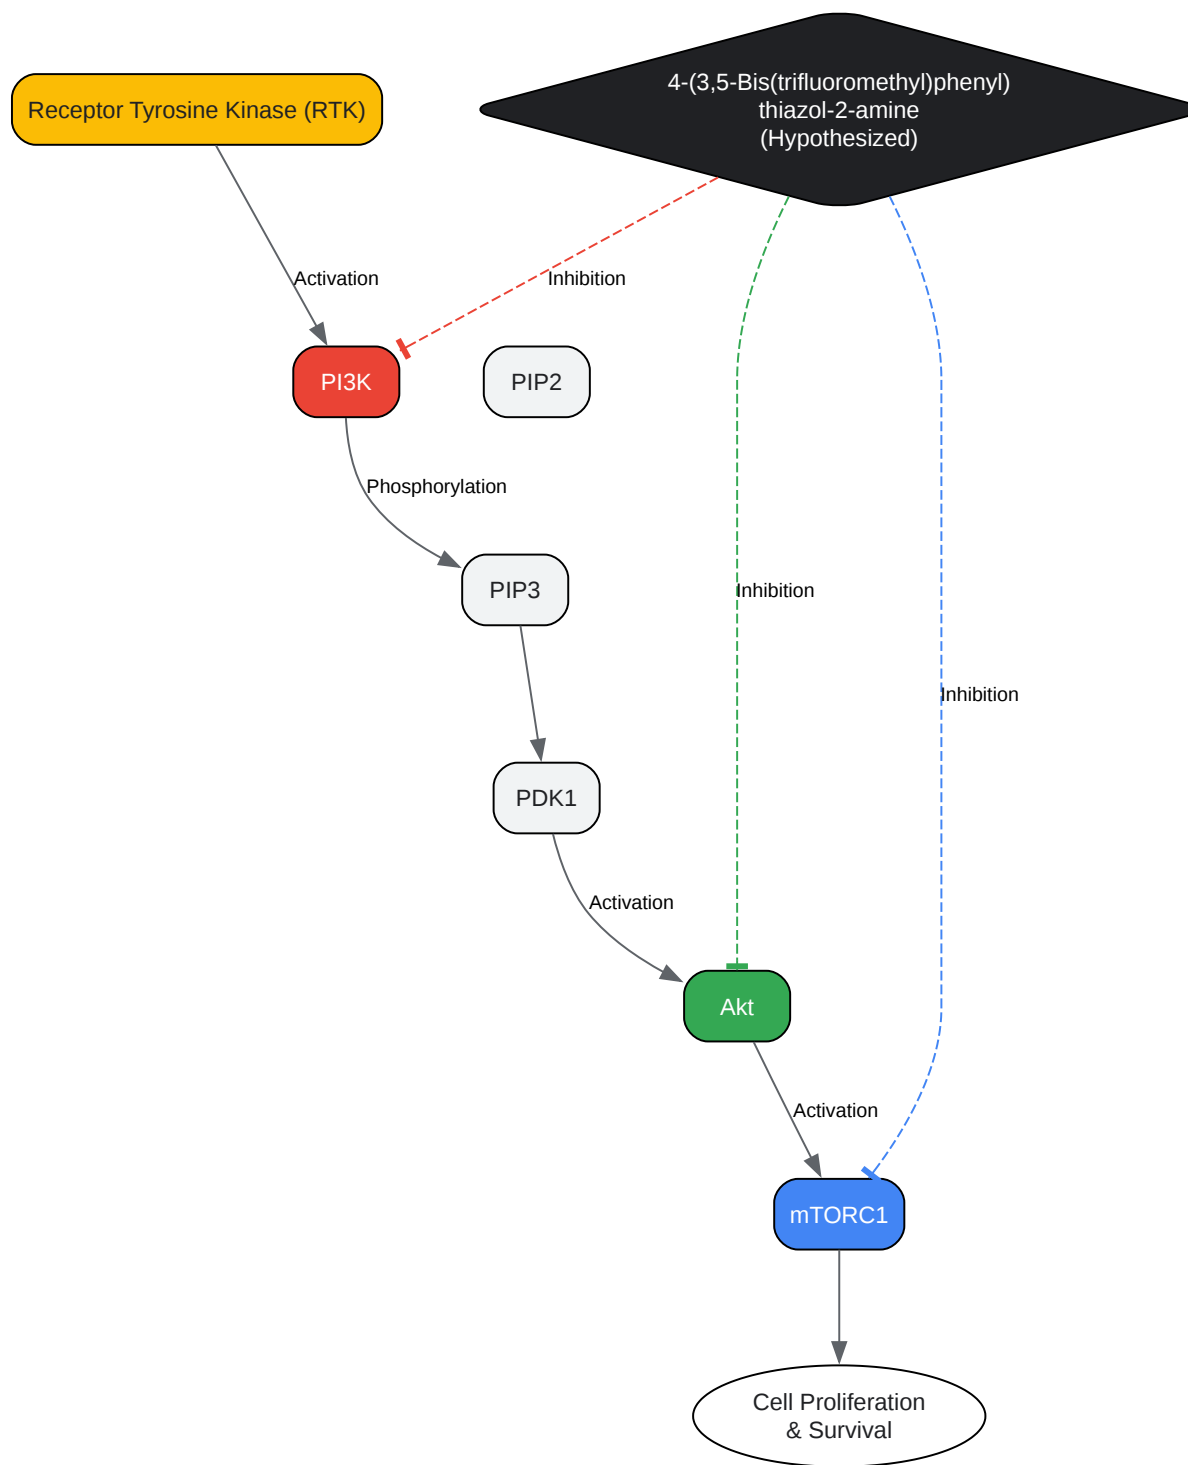 Receptor Tyrosine Kinase (RTK)
4-(3,5-Bis(trifluoromethyl)phenyl)
thiazol-2-amine
(Hypothesized)
Activation
Inhibition
PI3K
PIP2
Phosphorylation
PIP3
Inhibition
Inhibition
PDK1
Activation
Akt
Activation
mTORC1
Cell Proliferation
& Survival